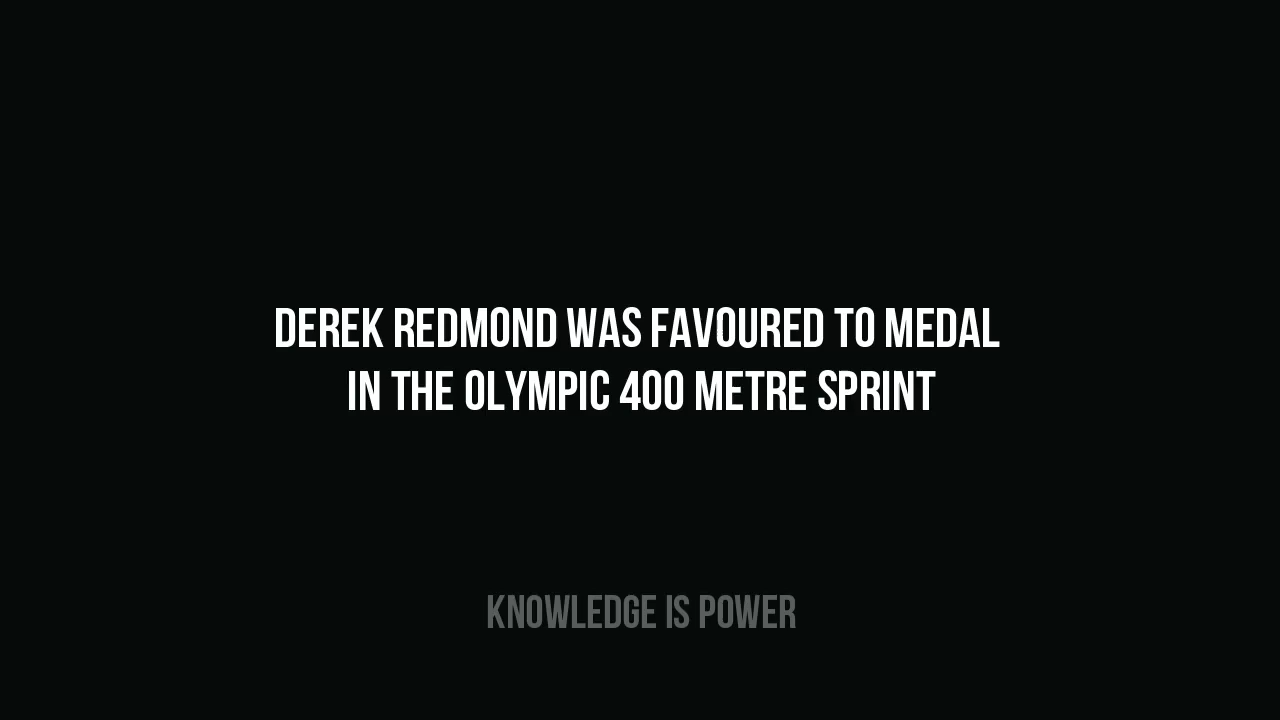 DEREK REDMOND WAS FAVOURED TO MEDAL
IN THE OLYMPIC 400 METRE SPRINT
KNOWLEDGE IS POWER